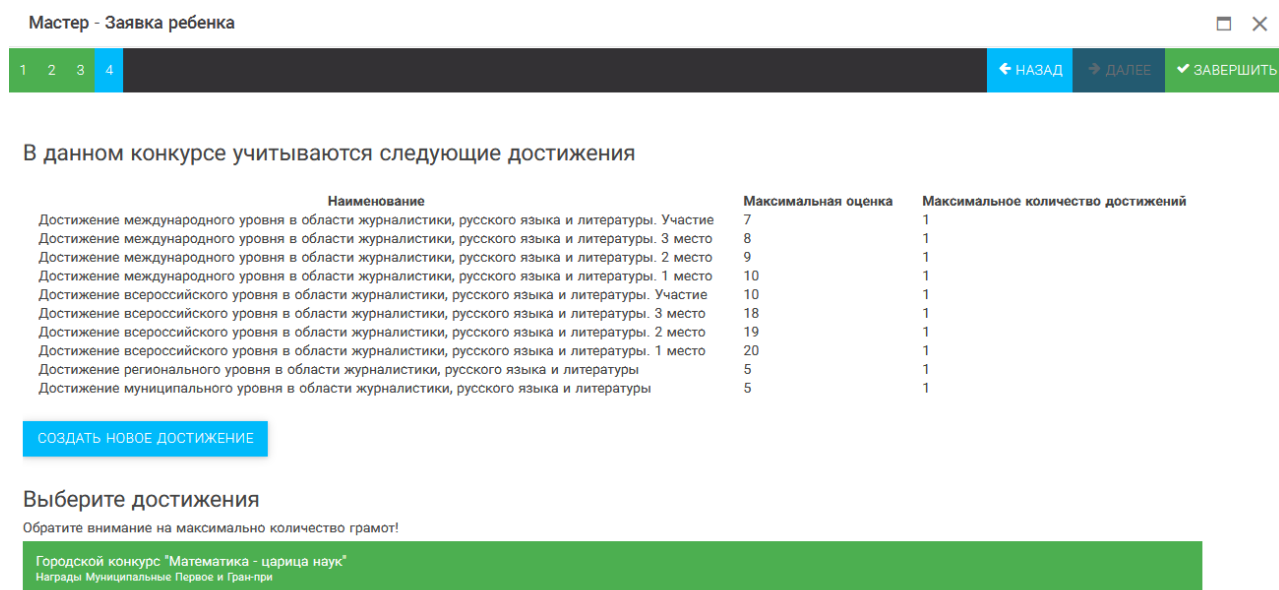 Мастер - Заявка ребенка
1 2 3 4 НАЗАД ДАЛЕЕ ЗАВЕРШИТЬ
В данном конкурсе учитываются следующие достижения
Наименование Максимальная оценка Максимальное количество достижений
Достижение международного уровня в области журналистики, русского языка и литературы. Участие 7 1
Достижение международного уровня в области журналистики, русского языка и литературы. 3 место 8 1
Достижение международного уровня в области журналистики, русского языка и литературы. 2 место 9 1
Достижение международного уровня в области журналистики, русского языка и литературы. 1 место 10 1
Достижение всероссийского уровня в области журналистики, русского языка и литературы. Участие 10 1
Достижение всероссийского уровня в области журналистики, русского языка и литературы. 3 место 18 1
Достижение всероссийского уровня в области журналистики, русского языка и литературы. 2 место 19 1
Достижение всероссийского уровня в области журналистики, русского языка и литературы. 1 место 20 1
Достижение регионального уровня в области журналистики, русского языка и литературы 5 1
Достижение муниципального уровня в области журналистики, русского языка и литературы 5 1
СОЗДАТЬ НОВОЕ ДОСТИЖЕНИЕ
Выберите достижения
Обратите внимание на максимально количество грамот!
Городской конкурс "Математика - царица наук"
Награды Муниципальные Первое и Гран-при